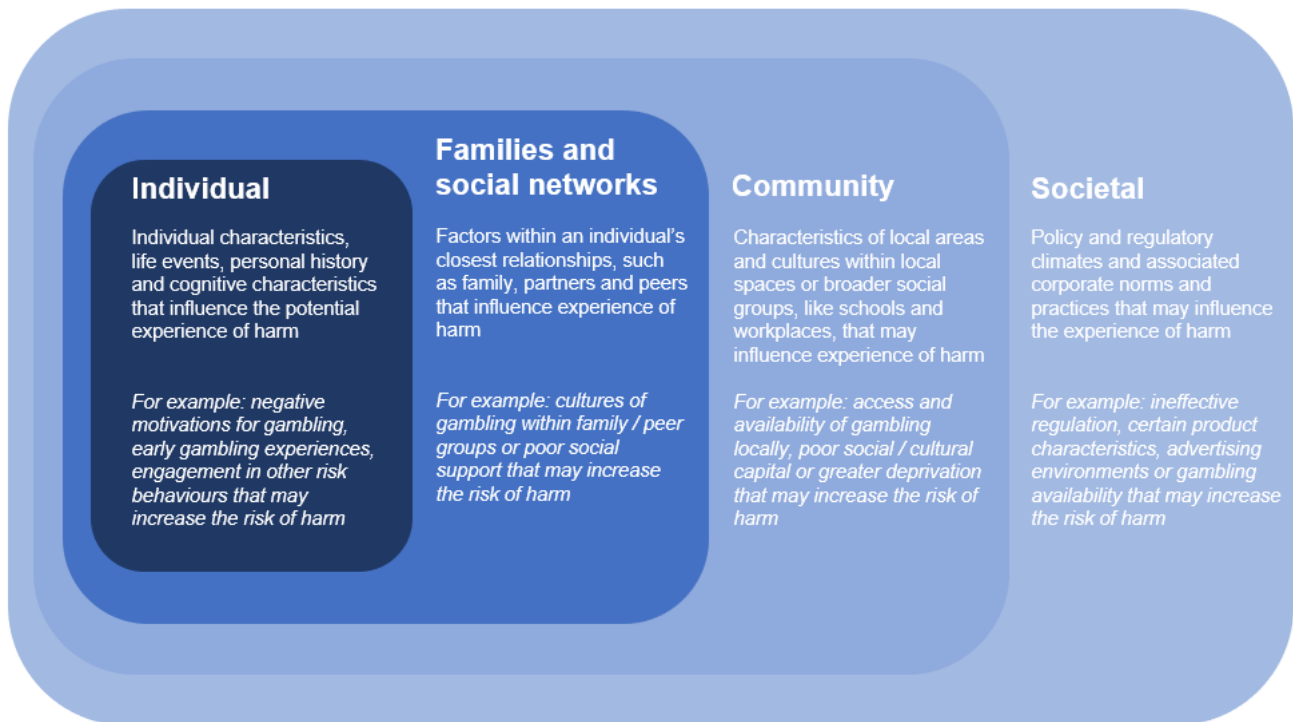 Individual
Individual characteristics,
life events, personal history
and cognitive characteristics
that influence the potential
experience of harm
For example: negative
motivations for gambling,
early gambling experiences,
engagement in other risk
behaviours that may
increase the risk of harm
Families and
social networks
Factors within an individual’s
closest relationships, such
as family, partners and peers
that influence experience of
harm
For example: cultures of
gambling within family / peer
groups or poor social
support that may increase
the risk of harm
Community
Characteristics of local areas
and cultures within local
spaces or broader social
groups, like schools and
workplaces, that may
influence experience of harm
For example: access and
availability of gambling
locally, poor social / cultural
capital or greater deprivation
that may increase the risk of
harm
Societal
Policy and regulatory
climates and associated
corporate norms and
practices that may influence
the experience of harm
For example: ineffective
regulation, certain product
characteristics, advertising
environments or gambling
availability that may increase
the risk of harm